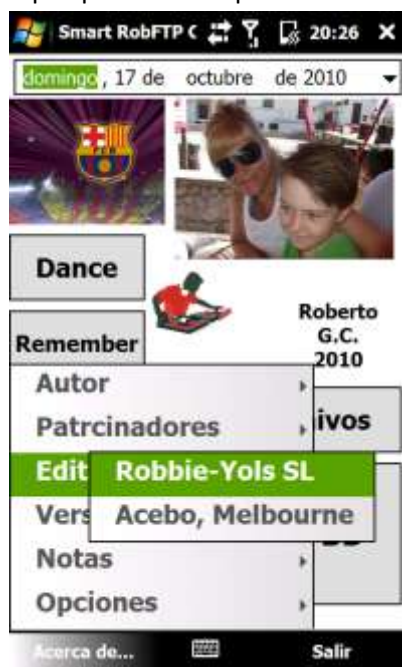 Smart RobFTP C 20:26
domingo, 17 de octubre de 2010
Dance
Roberto
G.C.
2010
Remember
Autor
Patrcinadores
ivos
Edit
Robbie-Yols SL
Vers
Acebo, Melbourne
Notas
Opciones
Acerca de...
Salir